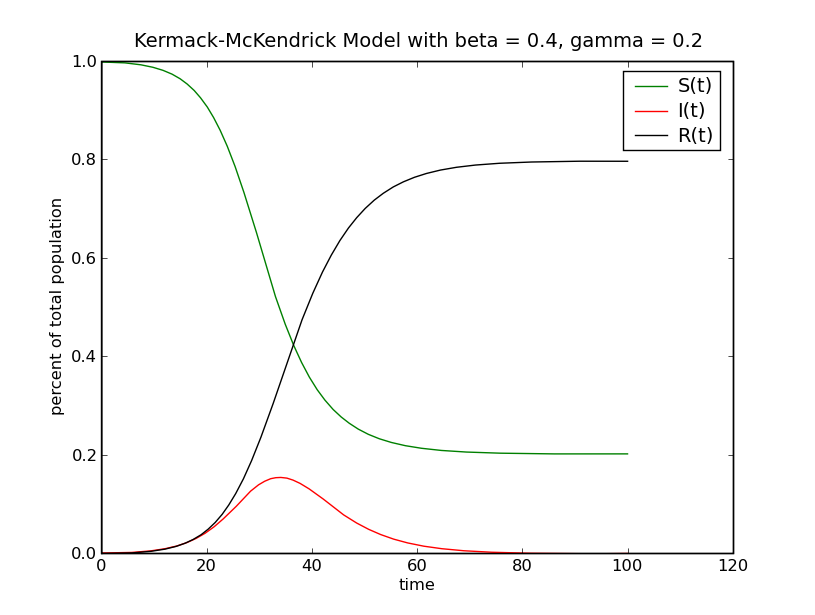 Kermack-McKendrick Model with beta = 0.4, gamma = 0.2
1.0
0.8
0.6
0.4
0.2
0.0
percent of total population
S(t)
I(t)
R(t)
0 20 40 60 80 100 120
time